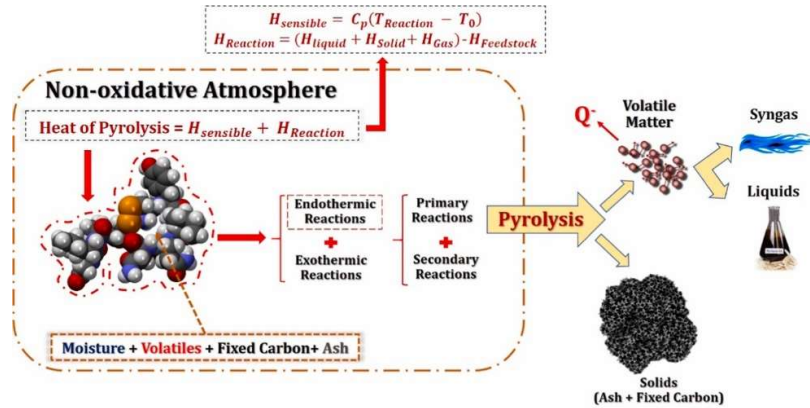 H_sensible = C_p(T_Reaction − T_0)
H_Reaction = (H_liquid + H_Solid + H_Gas) - H_Feedstock
Non-oxidative Atmosphere
Heat of Pyrolysis = H_sensible + H_Reaction
Endothermic
Reactions
+
Exothermic
Reactions
Primary
Reactions
+
Secondary
Reactions
Moisture + Volatiles + Fixed Carbon+ Ash
Pyrolysis
Q-
Volatile
Matter
Syngas
Liquids
Solids
(Ash + Fixed Carbon)